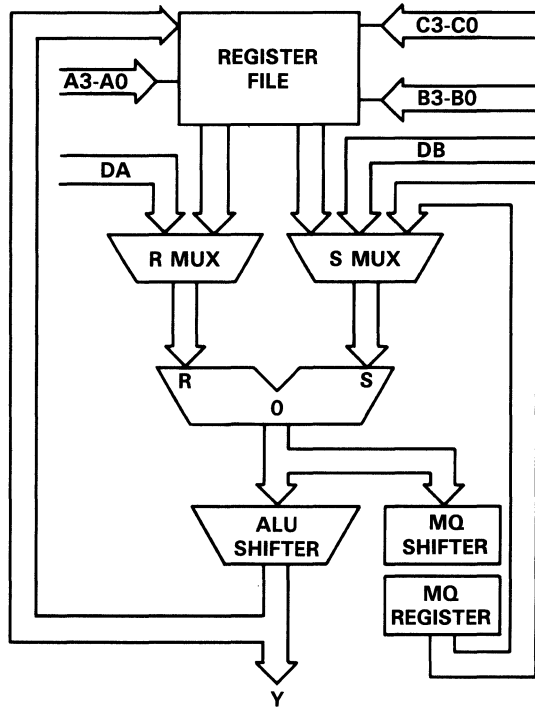 C3-C0
REGISTER
FILE
A3-A0
B3-B0
DB
DA
R MUX
S MUX
R
S
0
ALU
SHIFTER
MQ
SHIFTER
MQ
REGISTER
Y